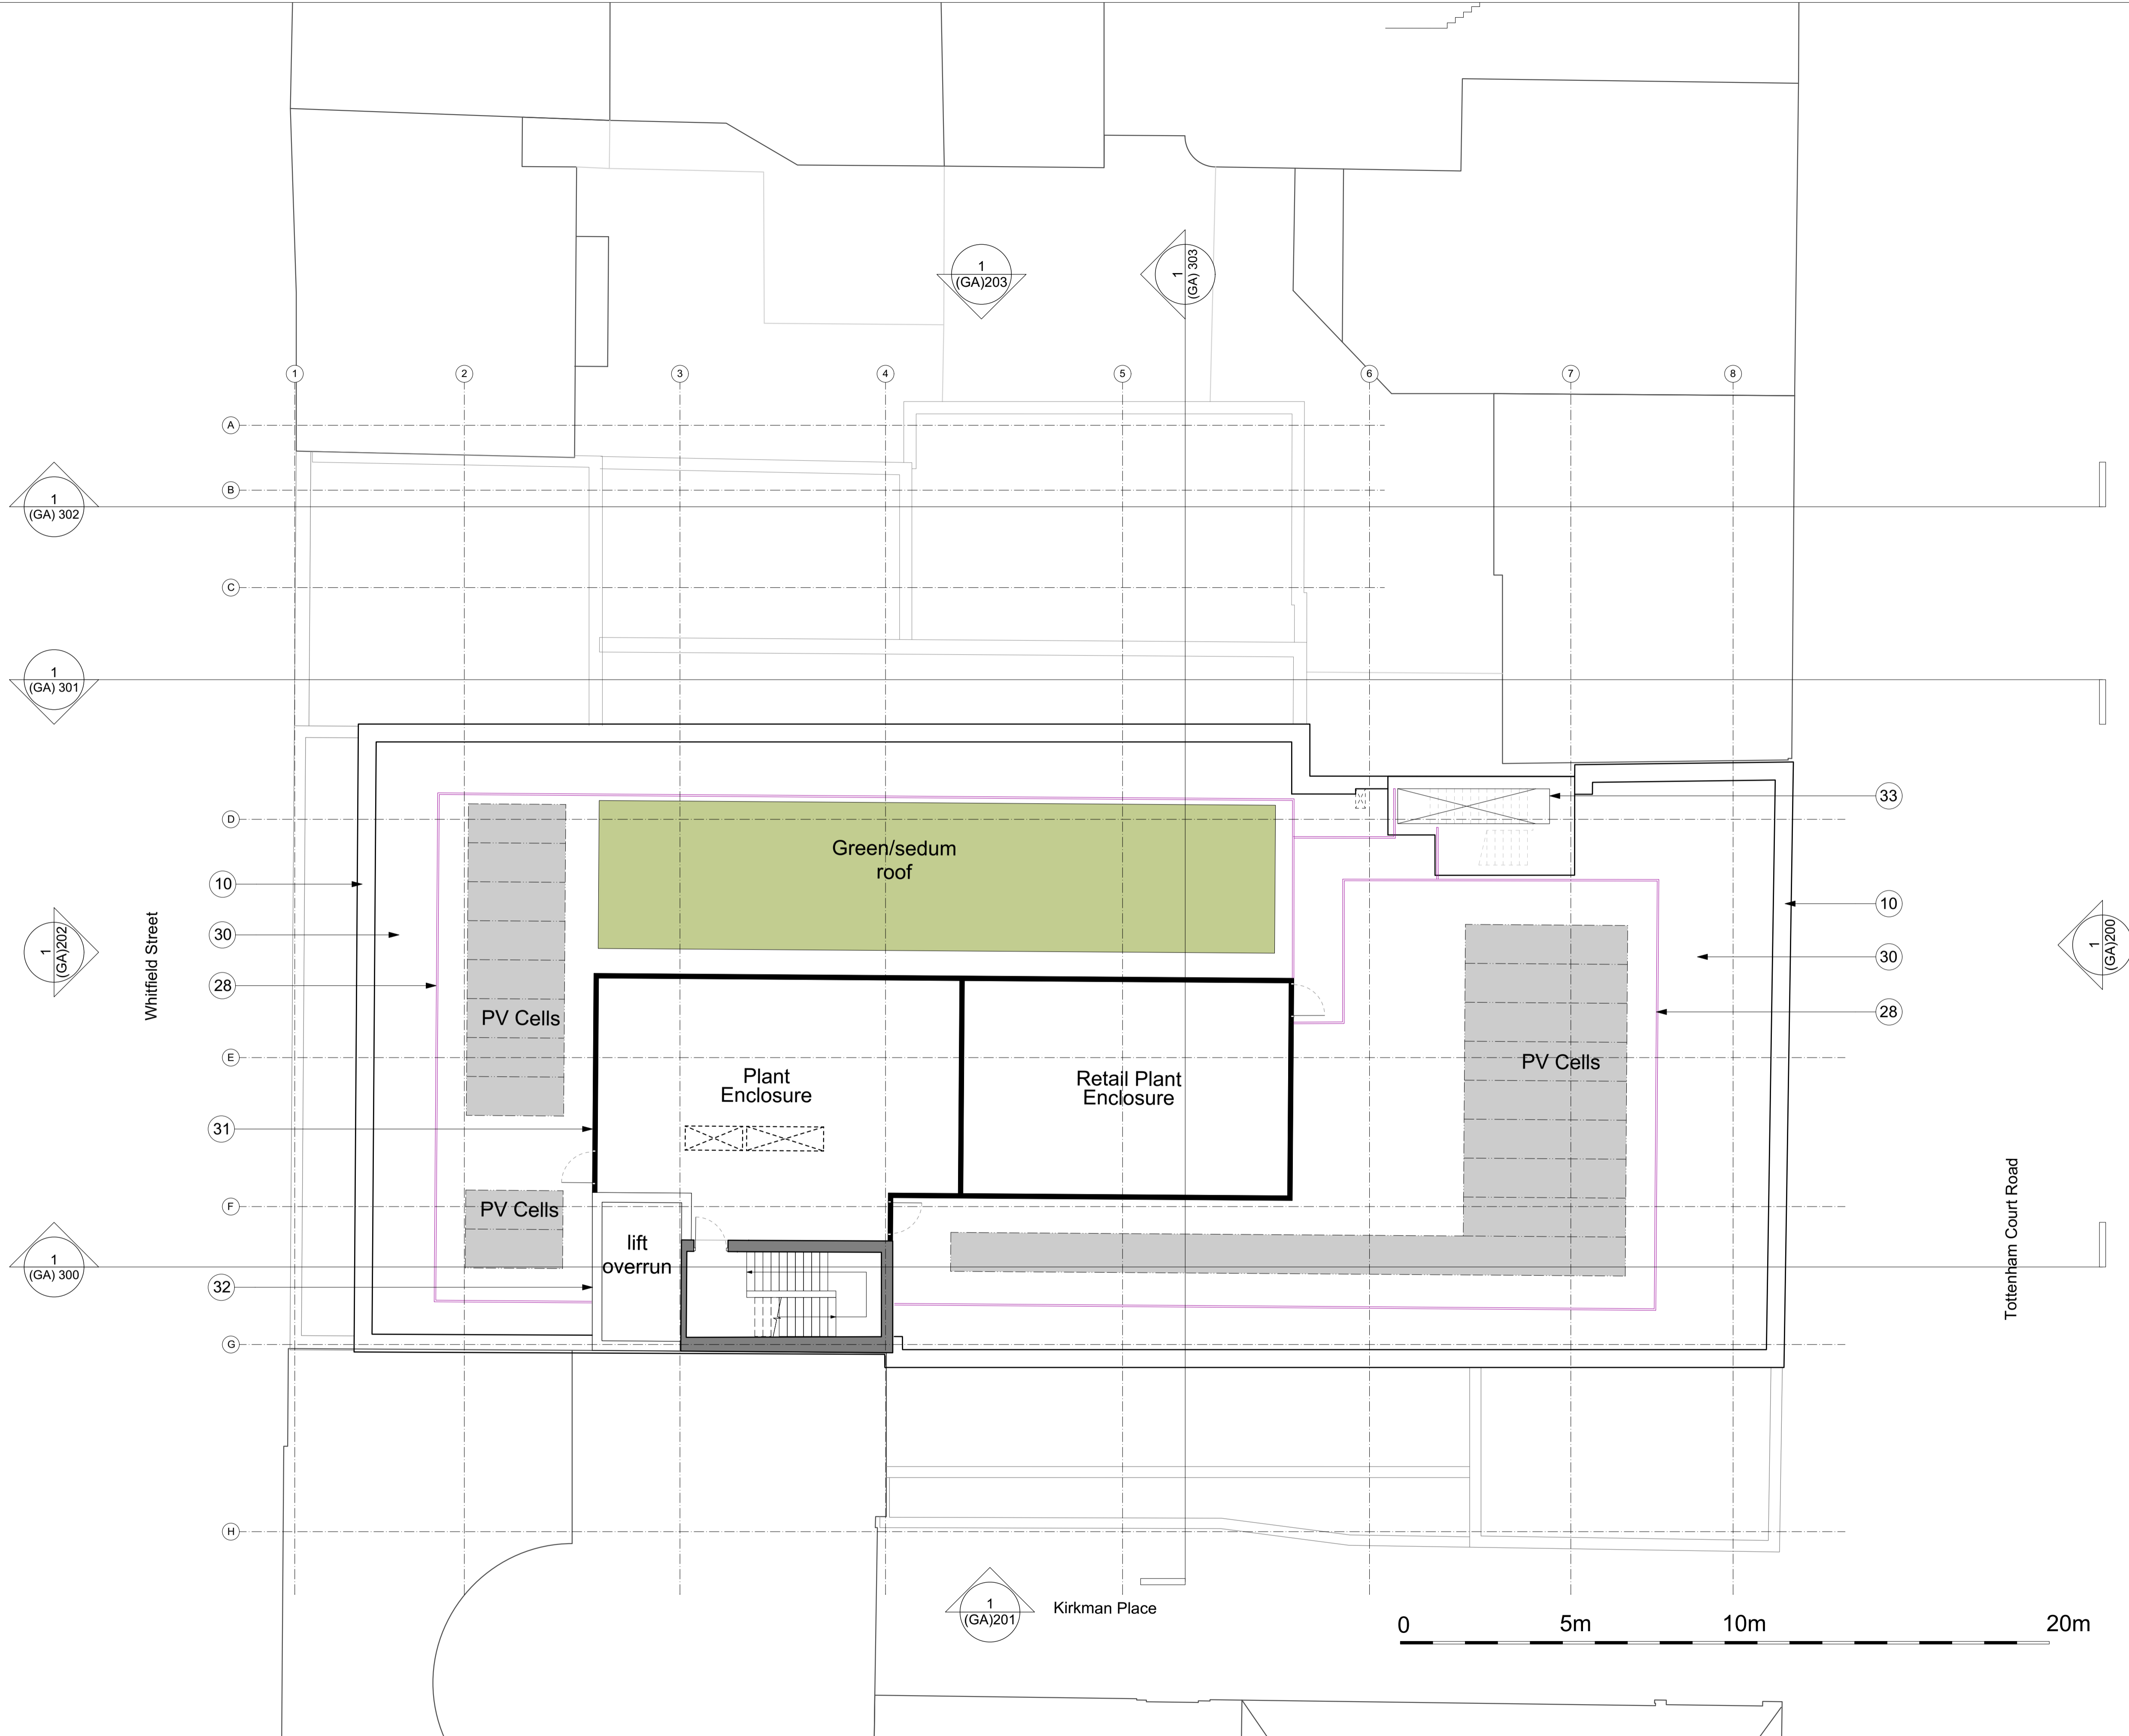 1
(GA)203
1
(GA) 303
1
2
3
4
5
6
7
8
A
B
1
(GA) 302
C
1
(GA) 301
33
D
Green/sedum
roof
10
10
30
Whitfield Street
1
(GA)202
1
(GA)200
30
28
28
PV Cells
E
PV Cells
Plant
Enclosure
Retail Plant
Enclosure
31
F
PV Cells
lift
overrun
Tottenham Court Road
1
(GA) 300
32
G
H
1
(GA)201
Kirkman Place
0
5m
10m
20m